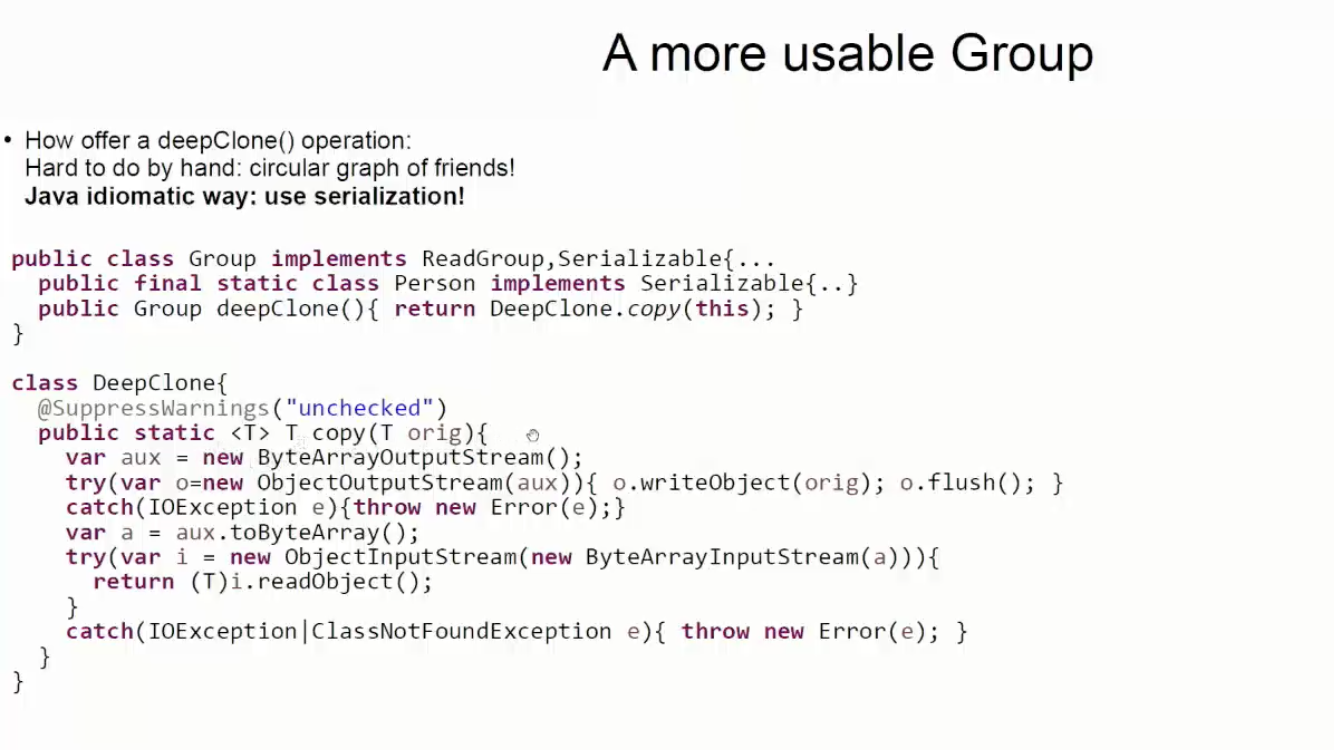 A more usable Group
• How offer a deepClone() operation:
Hard to do by hand: circular graph of friends!
Java idiomatic way: use serialization!
public class Group implements ReadGroup,Serializable{...
  public final static class Person implements Serializable{..}
  public Group deepClone(){ return DeepClone.copy(this); }
}
class DeepClone{
  @SuppressWarnings("unchecked")
  public static <T> T copy(T orig){
    var aux = new ByteArrayOutputStream();
    try(var o=new ObjectOutputStream(aux)){ o.writeObject(orig); o.flush(); }
    catch(IOException e){throw new Error(e);}
    var a = aux.toByteArray();
    try(var i = new ObjectInputStream(new ByteArrayInputStream(a))){
      return (T)i.readObject();
    }
    catch(IOException|ClassNotFoundException e){ throw new Error(e); }
  }
}